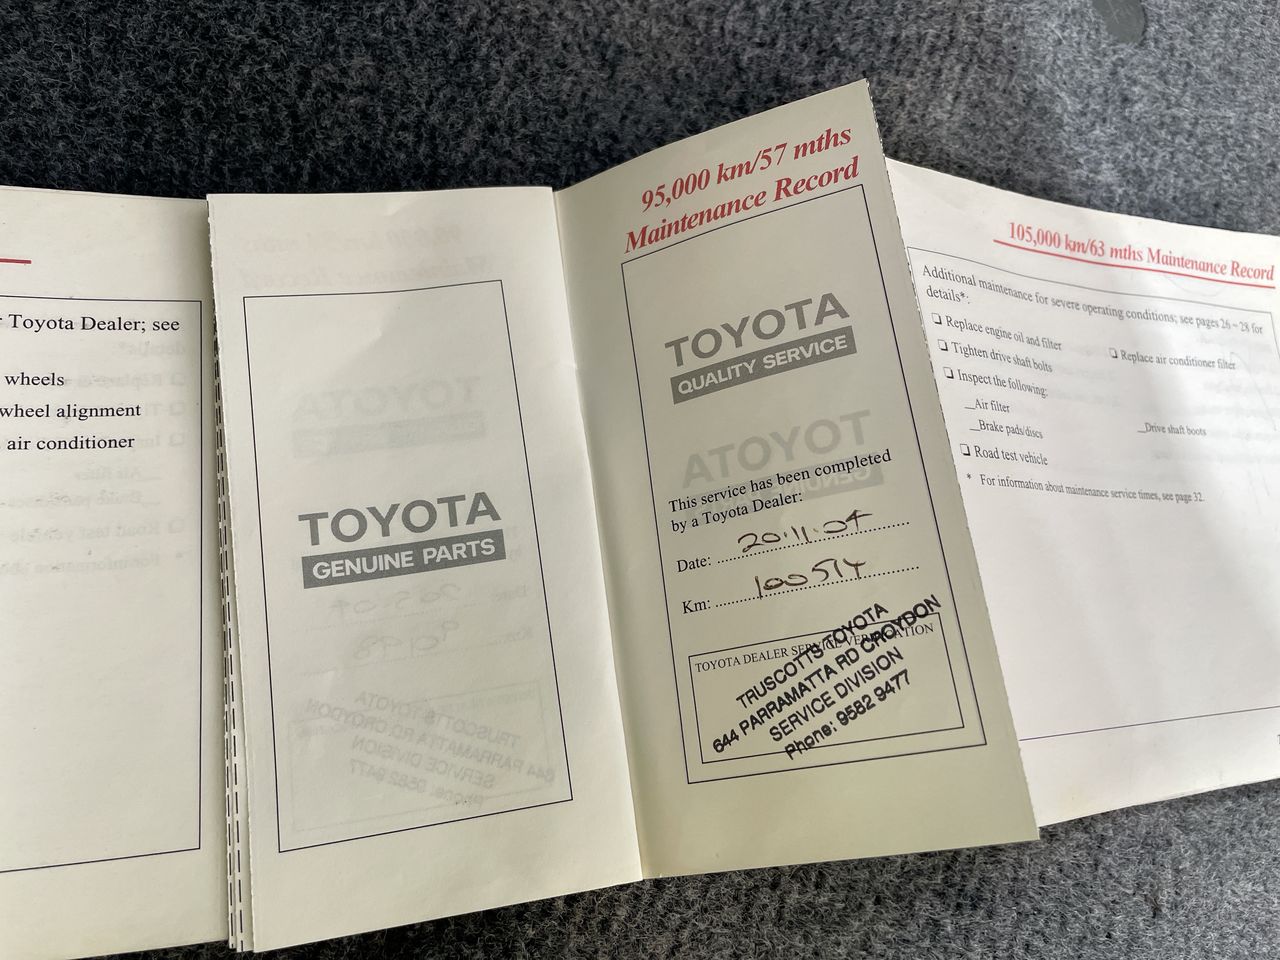 r Toyota Dealer; see
wheels
wheel alignment
air conditioner
TOYOTA
GENUINE PARTS
95,000 km/57 mths
Maintenance Record
TOYOTA
QUALITY SERVICE
This service has been completed
by a Toyota Dealer:
Date: 20.11.04
Km: 100514
TOYOTA DEALER SERVICE VERIFICATION
TRUSCOTTS TOYOTA
644 PARRAMATTA RD CROYDON
SERVICE DIVISION
Phone: 9582 9477
105,000 km/63 mths Maintenance Record
Additional maintenance for severe operating conditions; see pages 26 ~ 28 for
details*:
❏ Replace engine oil and filter
❏ Tighten drive shaft bolts
❏ Replace air conditioner filter
❏ Inspect the following:
_Air filter
_Brake pads/discs
_Drive shaft boots
❏ Road test vehicle
* For information about maintenance service times, see page 32.